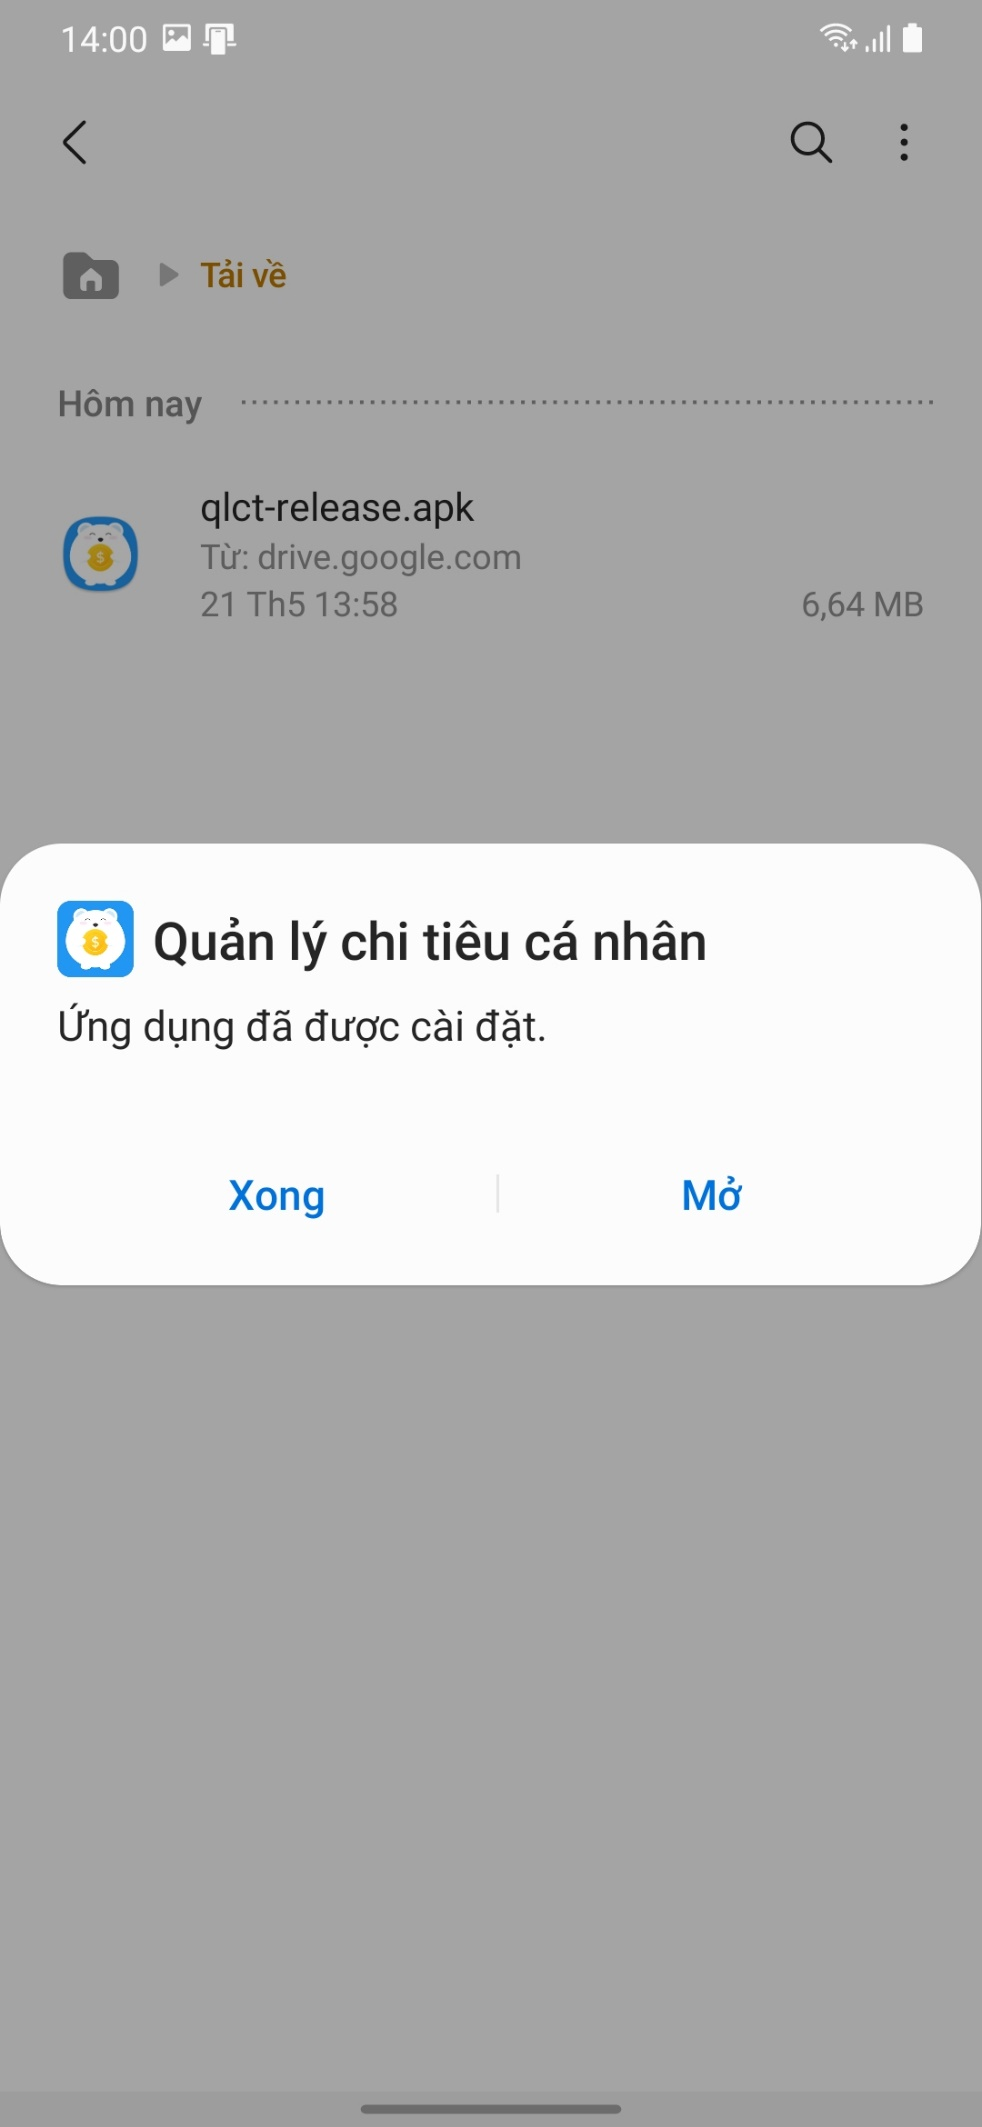 14:00
Tải về
Hôm nay
qlct-release.apk
Từ: drive.google.com
21 Th5 13:58 6,64 MB
Quản lý chi tiêu cá nhân
Ứng dụng đã được cài đặt.
Xong Mở